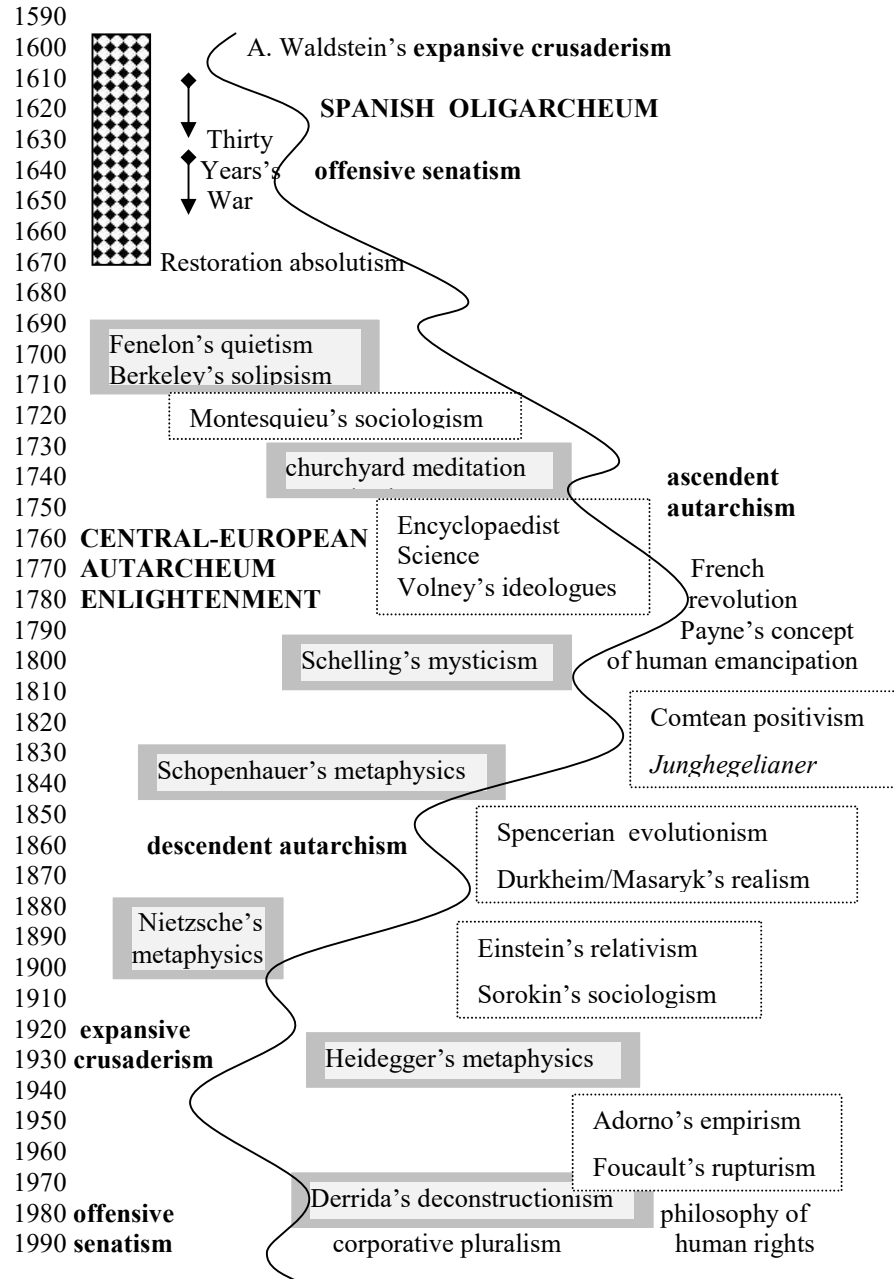 1590
1600 A. Waldstein’s expansive crusaderism
1610
1620 SPANISH OLIGARCHEUM
1630 Thirty
1640 Years’s offensive senatism
1650 War
1660
1670 Restoration absolutism
1680
1690
1700 Fenelon’s quietism
1710 Berkeley’s solipsism
1720 Montesquieu’s sociologism
1730
1740 churchyard meditation ascendent
1750 autarchism
1760 CENTRAL-EUROPEAN Encyclopaedist
1770 AUTARCHEUM Science French
1780 ENLIGHTENMENT Volney’s ideologues revolution
1790 Payne’s concept
1800 Schelling’s mysticism of human emancipation
1810
1820 Comtean positivism
1830
1840 Schopenhauer’s metaphysics Junghegelianer
1850
1860 descendent autarchism Spencerian evolutionism
1870 Durkheim/Masaryk’s realism
1880
1890 Nietzsche’s
1900 metaphysics Einstein’s relativism
1910 Sorokin’s sociologism
1920 expansive
1930 crusaderism Heidegger’s metaphysics
1940
1950 Adorno’s empirism
1960
1970 Foucault’s rupturism
1980 offensive Derrida’s deconstructionism philosophy of
1990 senatism corporative pluralism human rights